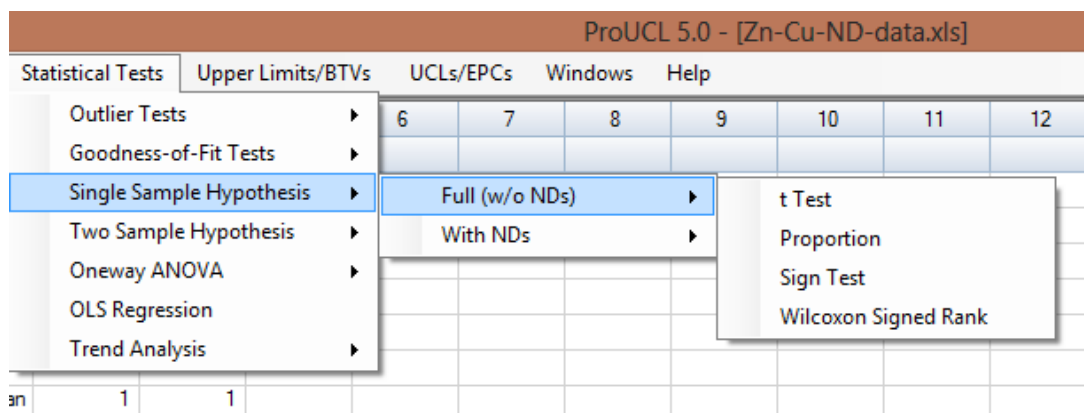 ProUCL 5.0 - [Zn-Cu-ND-data.xls]
Statistical Tests Upper Limits/BTVs UCLs/EPCs Windows Help
Outlier Tests
6 7 8 9 10 11 12
Goodness-of-Fit Tests
Single Sample Hypothesis
Full (w/o NDs)
t Test
Two Sample Hypothesis
With NDs
Proportion
Oneway ANOVA
Sign Test
OLS Regression
Wilcoxon Signed Rank
Trend Analysis
an 1 1